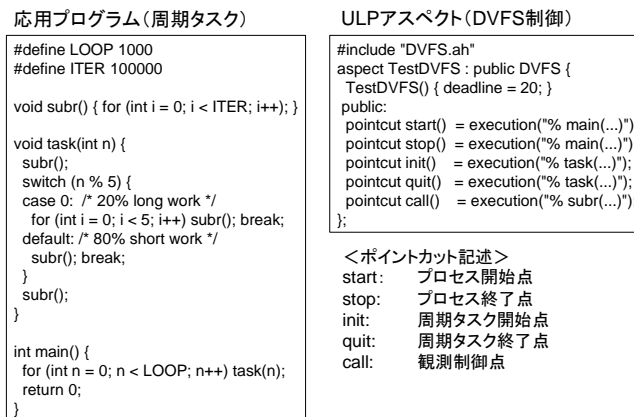 応用プログラム(周期タスク)
#define LOOP 1000
#define ITER 100000
void subr() { for (int i = 0; i < ITER; i++); }
void task(int n) {
subr();
switch (n % 5) {
case 0: /* 20% long work */
for (int i = 0; i < 5; i++) subr(); break;
default: /* 80% short work */
subr(); break;
}
subr();
}
int main() {
for (int n = 0; n < LOOP; n++) task(n);
return 0;
}
ULPアスペクト(DVFS制御)
#include "DVFS.ah"
aspect TestDVFS : public DVFS {
TestDVFS() { deadline = 20; }
public:
pointcut start() = execution("% main(...)")
pointcut stop() = execution("% main(...)")
pointcut init() = execution("% task(...)");
pointcut quit() = execution("% task(...)");
pointcut call() = execution("% subr(...)")
};
<ポイントカット記述>
start: プロセス開始点
stop: プロセス終了点
init: 周期タスク開始点
quit: 周期タスク終了点
call: 観測制御点